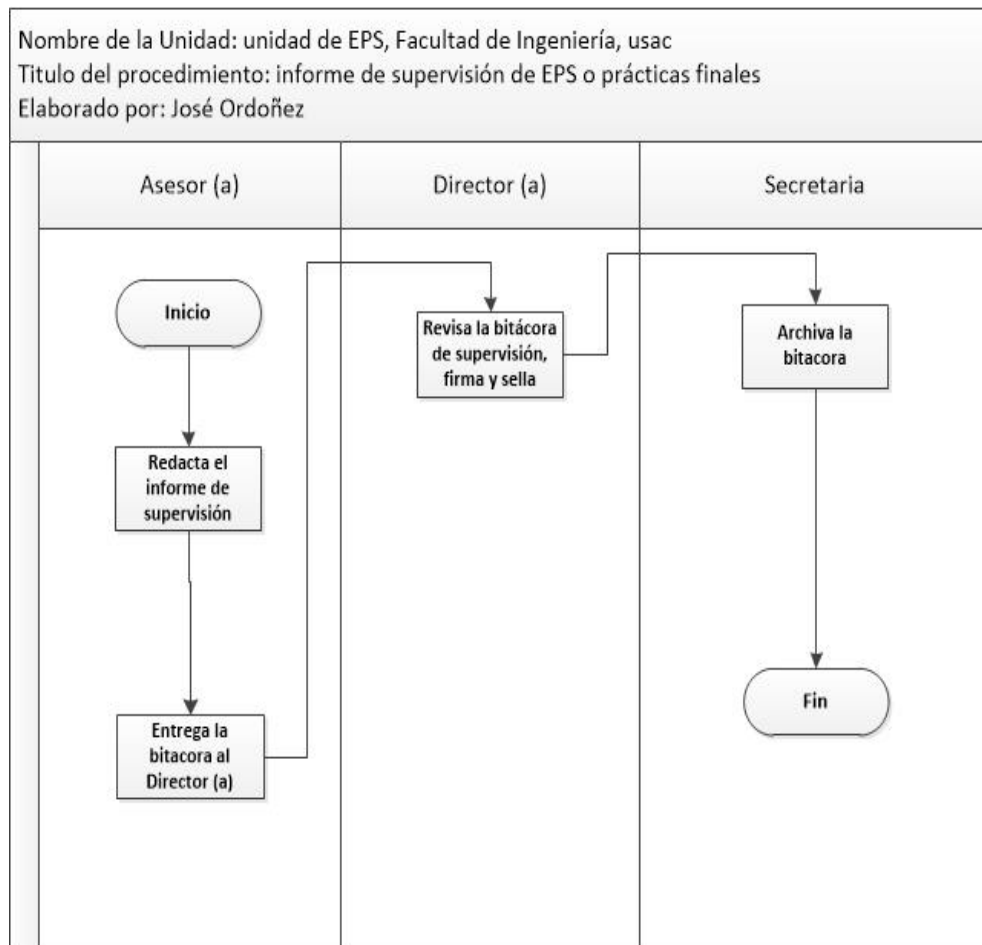 Nombre de la Unidad: unidad de EPS, Facultad de Ingeniería, usac
Titulo del procedimiento: informe de supervisión de EPS o prácticas finales
Elaborado por: José Ordoñez
Asesor (a)
Director (a)
Secretaria
Inicio
Redacta el
informe de
supervisión
Entrega la
bitacora al
Director (a)
Revisa la bitácora
de supervisión,
firma y sella
Archiva la
bitacora
Fin